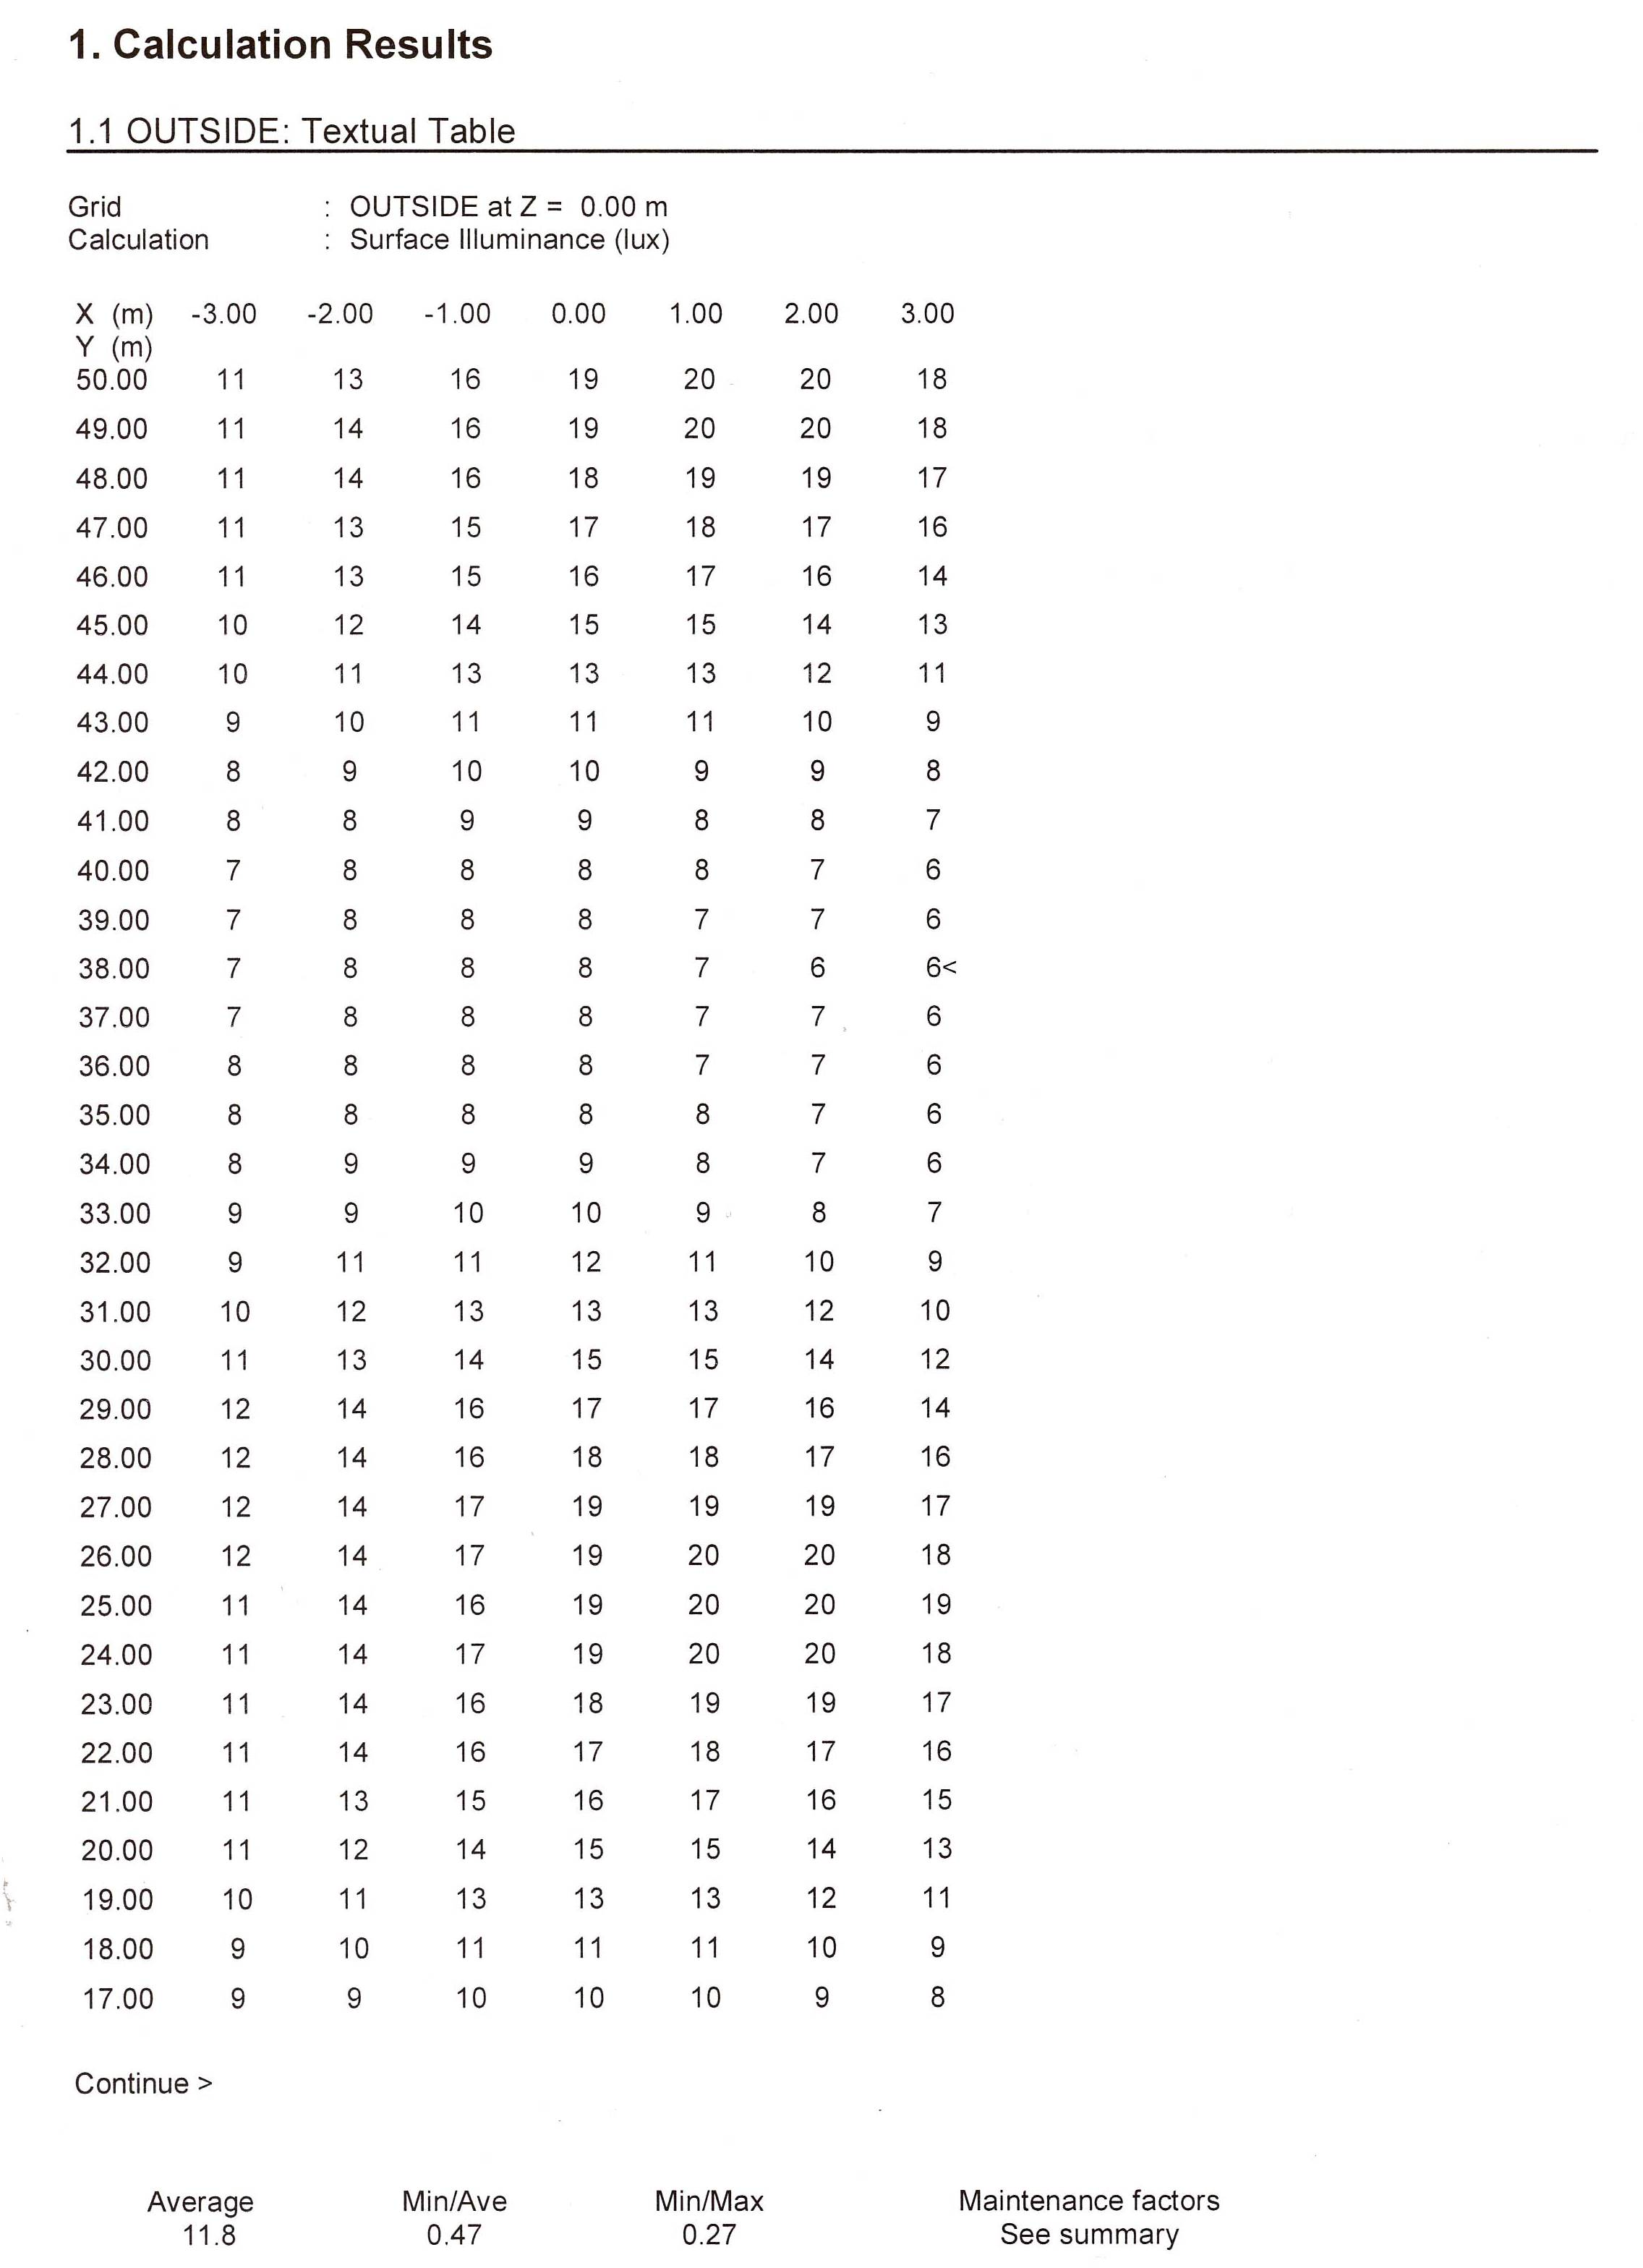 1. Calculation Results
1.1 OUTSIDE: Textual Table
Grid : OUTSIDE at Z = 0.00 m
Calculation : Surface Illuminance (lux)
X (m) -3.00 -2.00 -1.00 0.00 1.00 2.00 3.00
Y (m)
50.00 11 13 16 19 20 20 18
49.00 11 14 16 19 20 20 18
48.00 11 14 16 18 19 19 17
47.00 11 13 15 17 18 17 16
46.00 11 13 15 16 17 16 14
45.00 10 12 14 15 15 14 13
44.00 10 11 13 13 13 12 11
43.00 9 10 11 11 11 10 9
42.00 8 9 10 10 9 9 8
41.00 8 8 9 9 8 8 7
40.00 7 8 8 8 8 7 6
39.00 7 8 8 8 7 7 6
38.00 7 8 8 8 7 6 6<
37.00 7 8 8 8 7 7 6
36.00 8 8 8 8 7 7 6
35.00 8 8 8 8 8 7 6
34.00 8 9 9 9 8 7 6
33.00 9 9 10 10 9 8 7
32.00 9 11 11 12 11 10 9
31.00 10 12 13 13 13 12 10
30.00 11 13 14 15 15 14 12
29.00 12 14 16 17 17 16 14
28.00 12 14 16 18 18 17 16
27.00 12 14 17 19 19 19 17
26.00 12 14 17 19 20 20 18
25.00 11 14 16 19 20 20 19
24.00 11 14 17 19 20 20 18
23.00 11 14 16 18 19 19 17
22.00 11 14 16 17 18 17 16
21.00 11 13 15 16 17 16 15
20.00 11 12 14 15 15 14 13
19.00 10 11 13 13 13 12 11
18.00 9 10 11 11 11 10 9
17.00 9 9 10 10 10 9 8
Continue >
Average Min/Ave Min/Max Maintenance factors
11.8 0.47 0.27 See summary